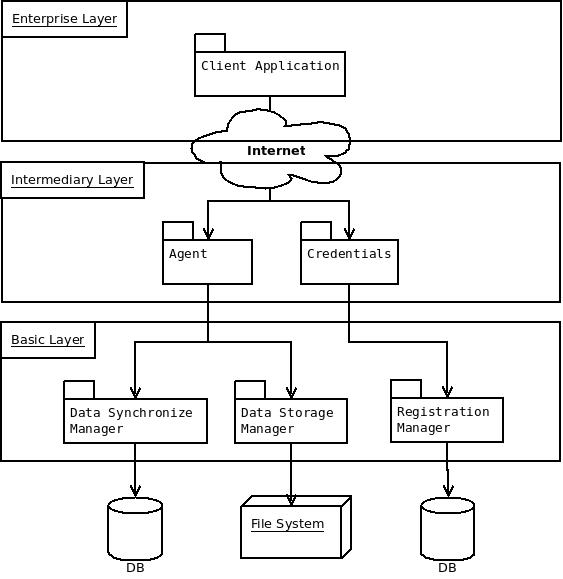 Enterprise Layer
Client Application
Internet
Intermediary Layer
Agent
Credentials
Basic Layer
Data Synchronize
Manager
Data Storage
Manager
Registration
Manager
File System
DB
DB